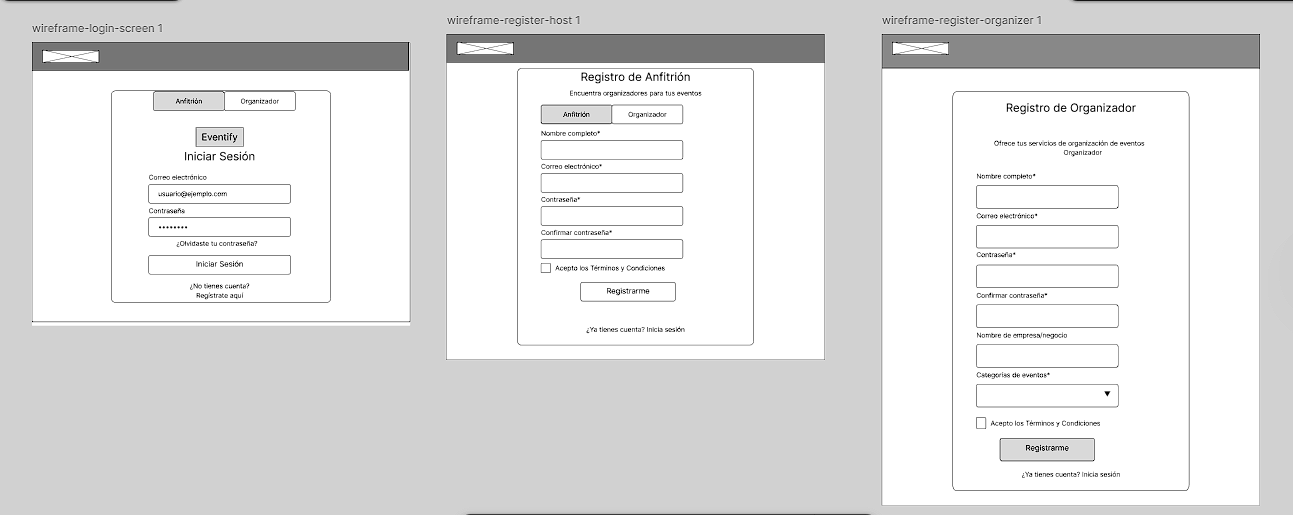 wireframe-login-screen 1
Anfitrión
Organizador
Eventify
Iniciar Sesión
Correo electrónico
usuario@ejemplo.com
Contraseña
••••••••
¿Olvidaste tu contraseña?
Iniciar Sesión
¿No tienes cuenta?
Regístrate aquí
wireframe-register-host 1
Registro de Anfitrión
Encuentra organizadores para tus eventos
Anfitrión
Organizador
Nombre completo*
Correo electrónico*
Contraseña*
Confirmar contraseña*
Acepto los Términos y Condiciones
Registrarme
¿Ya tienes cuenta? Inicia sesión
wireframe-register-organizer 1
Registro de Organizador
Ofrece tus servicios de organización de eventos
Organizador
Nombre completo*
Correo electrónico*
Contraseña*
Confirmar contraseña*
Nombre de empresa/negocio
Categorías de eventos*
Acepto los Términos y Condiciones
Registrarme
¿Ya tienes cuenta? Inicia sesión